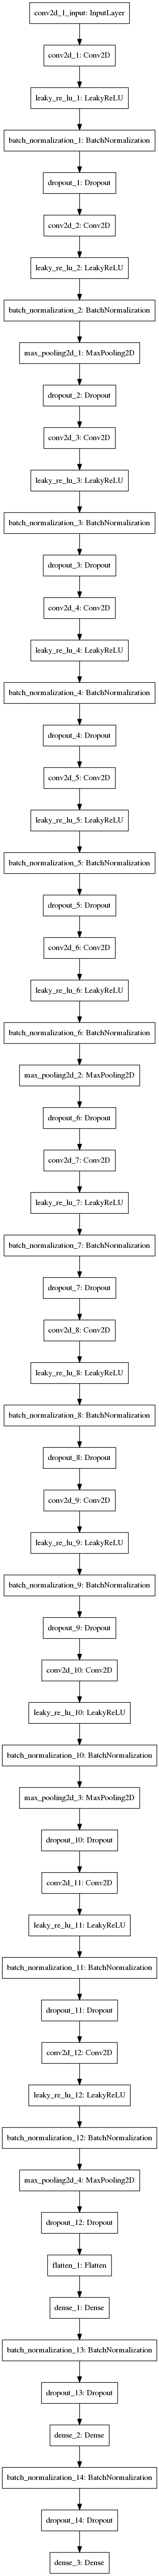 conv2d_1_input: InputLayer
conv2d_1: Conv2D
leaky_re_lu_1: LeakyReLU
batch_normalization_1: BatchNormalization
dropout_1: Dropout
conv2d_2: Conv2D
leaky_re_lu_2: LeakyReLU
batch_normalization_2: BatchNormalization
max_pooling2d_1: MaxPooling2D
dropout_2: Dropout
conv2d_3: Conv2D
leaky_re_lu_3: LeakyReLU
batch_normalization_3: BatchNormalization
dropout_3: Dropout
conv2d_4: Conv2D
leaky_re_lu_4: LeakyReLU
batch_normalization_4: BatchNormalization
dropout_4: Dropout
conv2d_5: Conv2D
leaky_re_lu_5: LeakyReLU
batch_normalization_5: BatchNormalization
dropout_5: Dropout
conv2d_6: Conv2D
leaky_re_lu_6: LeakyReLU
batch_normalization_6: BatchNormalization
max_pooling2d_2: MaxPooling2D
dropout_6: Dropout
conv2d_7: Conv2D
leaky_re_lu_7: LeakyReLU
batch_normalization_7: BatchNormalization
dropout_7: Dropout
conv2d_8: Conv2D
leaky_re_lu_8: LeakyReLU
batch_normalization_8: BatchNormalization
dropout_8: Dropout
conv2d_9: Conv2D
leaky_re_lu_9: LeakyReLU
batch_normalization_9: BatchNormalization
dropout_9: Dropout
conv2d_10: Conv2D
leaky_re_lu_10: LeakyReLU
batch_normalization_10: BatchNormalization
max_pooling2d_3: MaxPooling2D
dropout_10: Dropout
conv2d_11: Conv2D
leaky_re_lu_11: LeakyReLU
batch_normalization_11: BatchNormalization
dropout_11: Dropout
conv2d_12: Conv2D
leaky_re_lu_12: LeakyReLU
batch_normalization_12: BatchNormalization
max_pooling2d_4: MaxPooling2D
dropout_12: Dropout
flatten_1: Flatten
dense_1: Dense
batch_normalization_13: BatchNormalization
dropout_13: Dropout
dense_2: Dense
batch_normalization_14: BatchNormalization
dropout_14: Dropout
dense_3: Dense